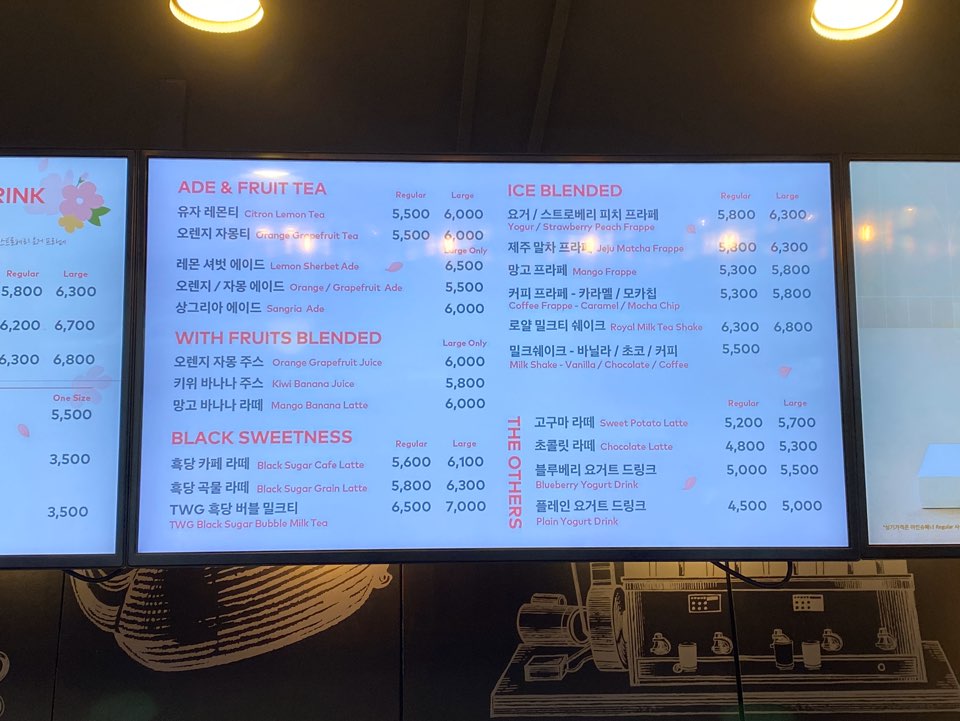 RINK
Regular Large
5,800 6,300
6,200 6,700
6,300 6,800
One Size
5,500
3,500
3,500
ADE & FRUIT TEA
Regular Large
유자 레몬티 Citron Lemon Tea 5,500 6,000
오렌지 자몽티 Orange Grapefruit Tea 5,500 6,000
Large Only
레몬 셔벗 에이드 Lemon Sherbet Ade 6,500
오렌지 / 자몽 에이드 Orange / Grapefruit Ade 5,500
상그리아 에이드 Sangria Ade 6,000
WITH FRUITS BLENDED
Large Only
오렌지 자몽 주스 Orange Grapefruit Juice 6,000
키위 바나나 주스 Kiwi Banana Juice 5,800
망고 바나나 라떼 Mango Banana Latte 6,000
BLACK SWEETNESS
Regular Large
흑당 카페 라떼 Black Sugar Cafe Latte 5,600 6,100
흑당 곡물 라떼 Black Sugar Grain Latte 5,800 6,300
TWG 흑당 버블 밀크티 6,500 7,000
TWG Black Sugar Bubble Milk Tea
ICE BLENDED
Regular Large
요거 / 스트로베리 피치 프라페 5,800 6,300
Yogur / Strawberry Peach Frappe
제주 말차 프라페 Jeju Matcha Frappe 5,800 6,300
망고 프라페 Mango Frappe 5,300 5,800
커피 프라페 - 카라멜 / 모카칩 5,300 5,800
Coffee Frappe - Caramel / Mocha Chip
로얄 밀크티 쉐이크 Royal Milk Tea Shake 6,300 6,800
밀크쉐이크 - 바닐라 / 초코 / 커피 5,500
Milk Shake - Vanilla / Chocolate / Coffee
THE OTHERS
Regular Large
고구마 라떼 Sweet Potato Latte 5,200 5,700
초콜릿 라떼 Chocolate Latte 4,800 5,300
블루베리 요거트 드링크 5,000 5,500
Blueberry Yogurt Drink
플레인 요거트 드링크 4,500 5,000
Plain Yogurt Drink